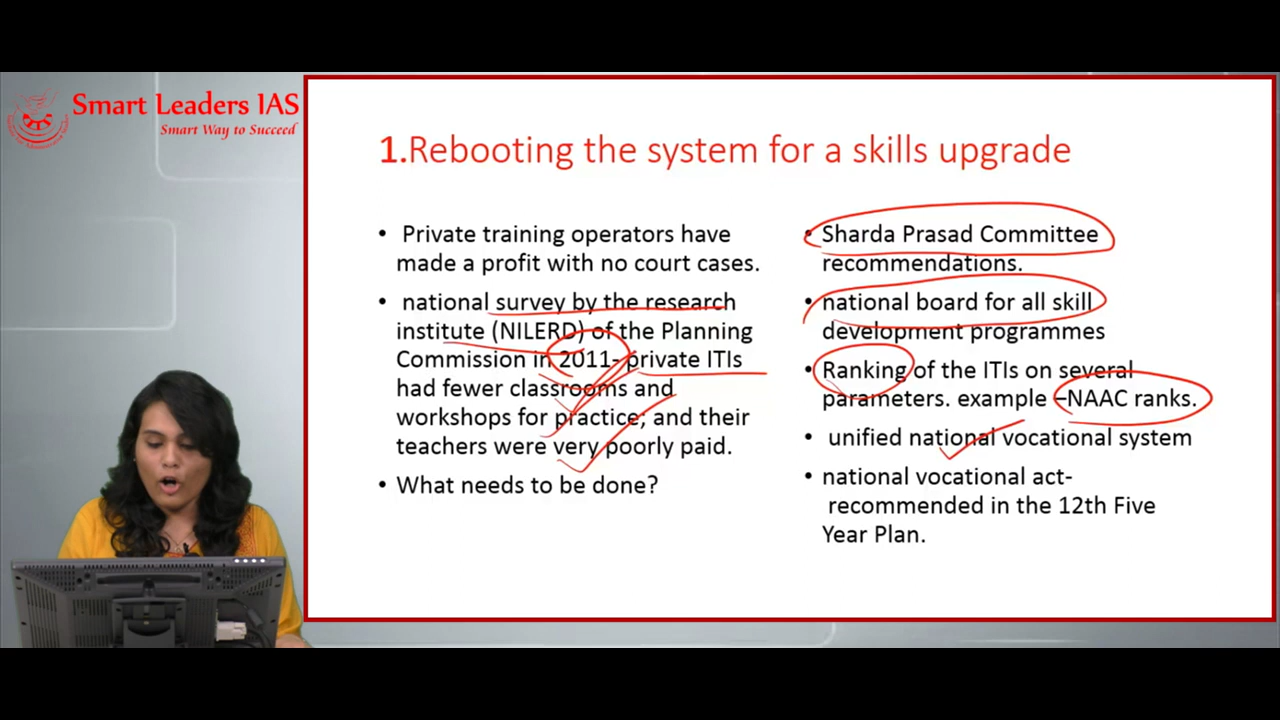 Smart Leaders IAS
Smart Way to Succeed
1.Rebooting the system for a skills upgrade
• Private training operators have
made a profit with no court cases.
• national survey by the research
institute (NILERD) of the Planning
Commission in 2011- private ITIs
had fewer classrooms and
workshops for practice; and their
teachers were very poorly paid.
• What needs to be done?
• Sharda Prasad Committee
recommendations.
• national board for all skill
development programmes
• Ranking of the ITIs on several
parameters. example –NAAC ranks.
• unified national vocational system
• national vocational act-
recommended in the 12th Five
Year Plan.